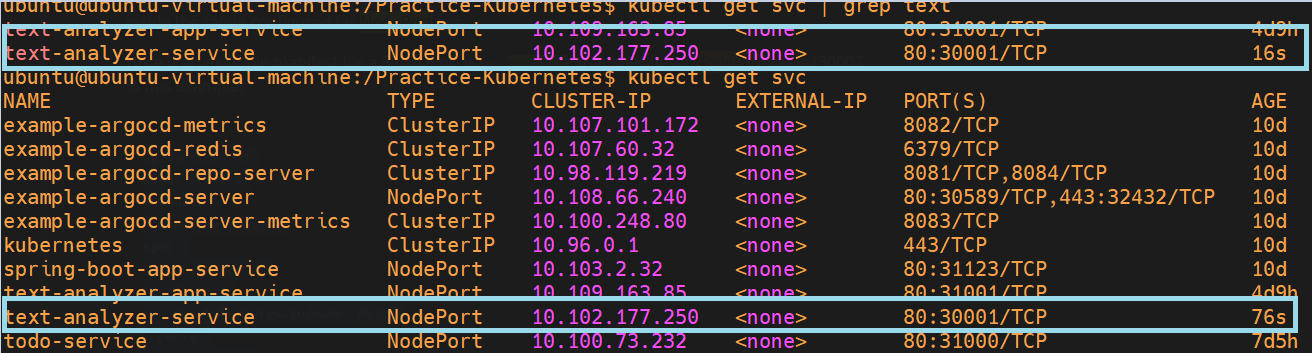 ubuntu@ubuntu-virtual-machine:/Practice-Kubernetes$ kubectl get svc | grep text
text-analyzer-app-service NodePort 10.109.163.85 <none> 80:31001/TCP 4d9h
text-analyzer-service NodePort 10.102.177.250 <none> 80:30001/TCP 16s
ubuntu@ubuntu-virtual-machine:/Practice-Kubernetes$ kubectl get svc
NAME TYPE CLUSTER-IP EXTERNAL-IP PORT(S) AGE
example-argocd-metrics ClusterIP 10.107.101.172 <none> 8082/TCP 10d
example-argocd-redis ClusterIP 10.107.60.32 <none> 6379/TCP 10d
example-argocd-repo-server ClusterIP 10.98.119.219 <none> 8081/TCP,8084/TCP 10d
example-argocd-server NodePort 10.108.66.240 <none> 80:30589/TCP,443:32432/TCP 10d
example-argocd-server-metrics ClusterIP 10.100.248.80 <none> 8083/TCP 10d
kubernetes ClusterIP 10.96.0.1 <none> 443/TCP 10d
spring-boot-app-service NodePort 10.103.2.32 <none> 80:31123/TCP 10d
text-analyzer-app-service NodePort 10.109.163.85 <none> 80:31001/TCP 4d9h
text-analyzer-service NodePort 10.102.177.250 <none> 80:30001/TCP 76s
todo-service NodePort 10.100.73.232 <none> 80:31000/TCP 7d5h